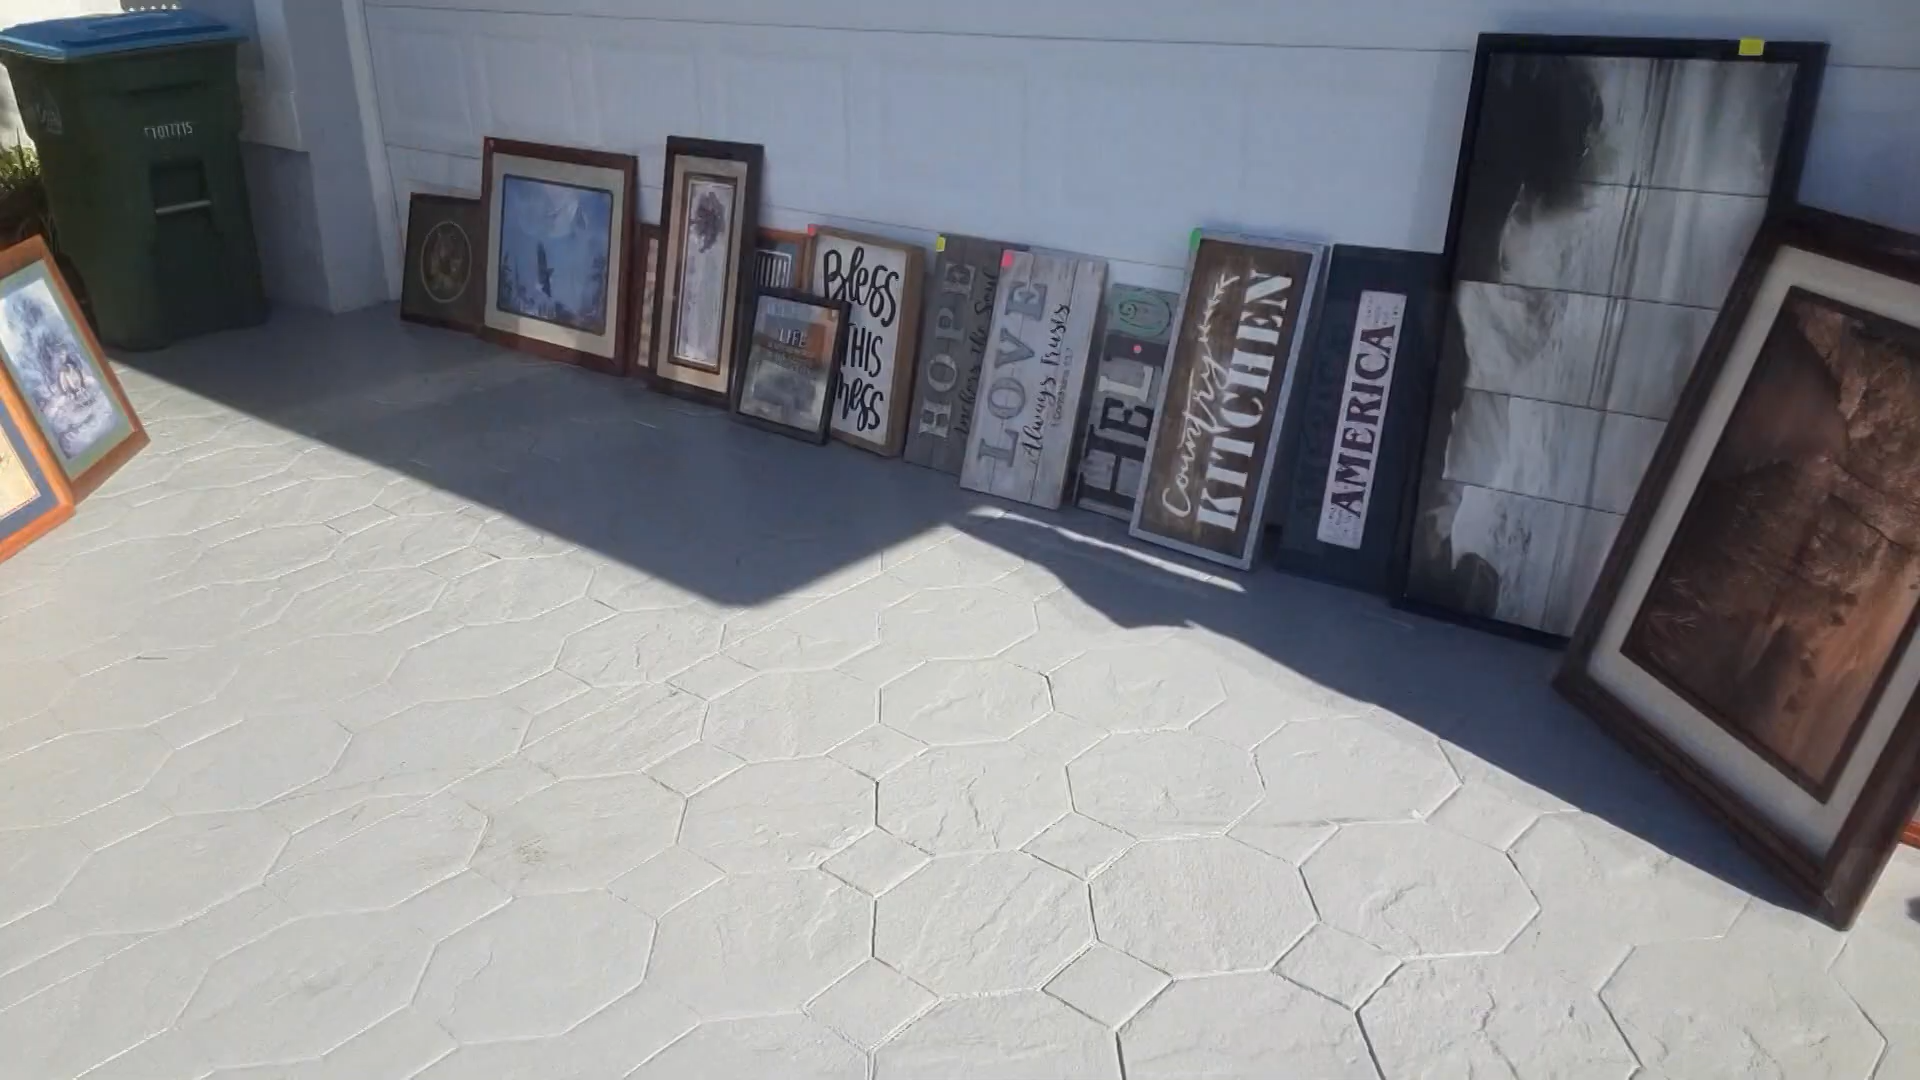 LIFE
Bless
THIS
mess
HOPE
Anchors the Soul
LOVE
Always Trusts
HEL
Country
KITCHEN
AMERICA